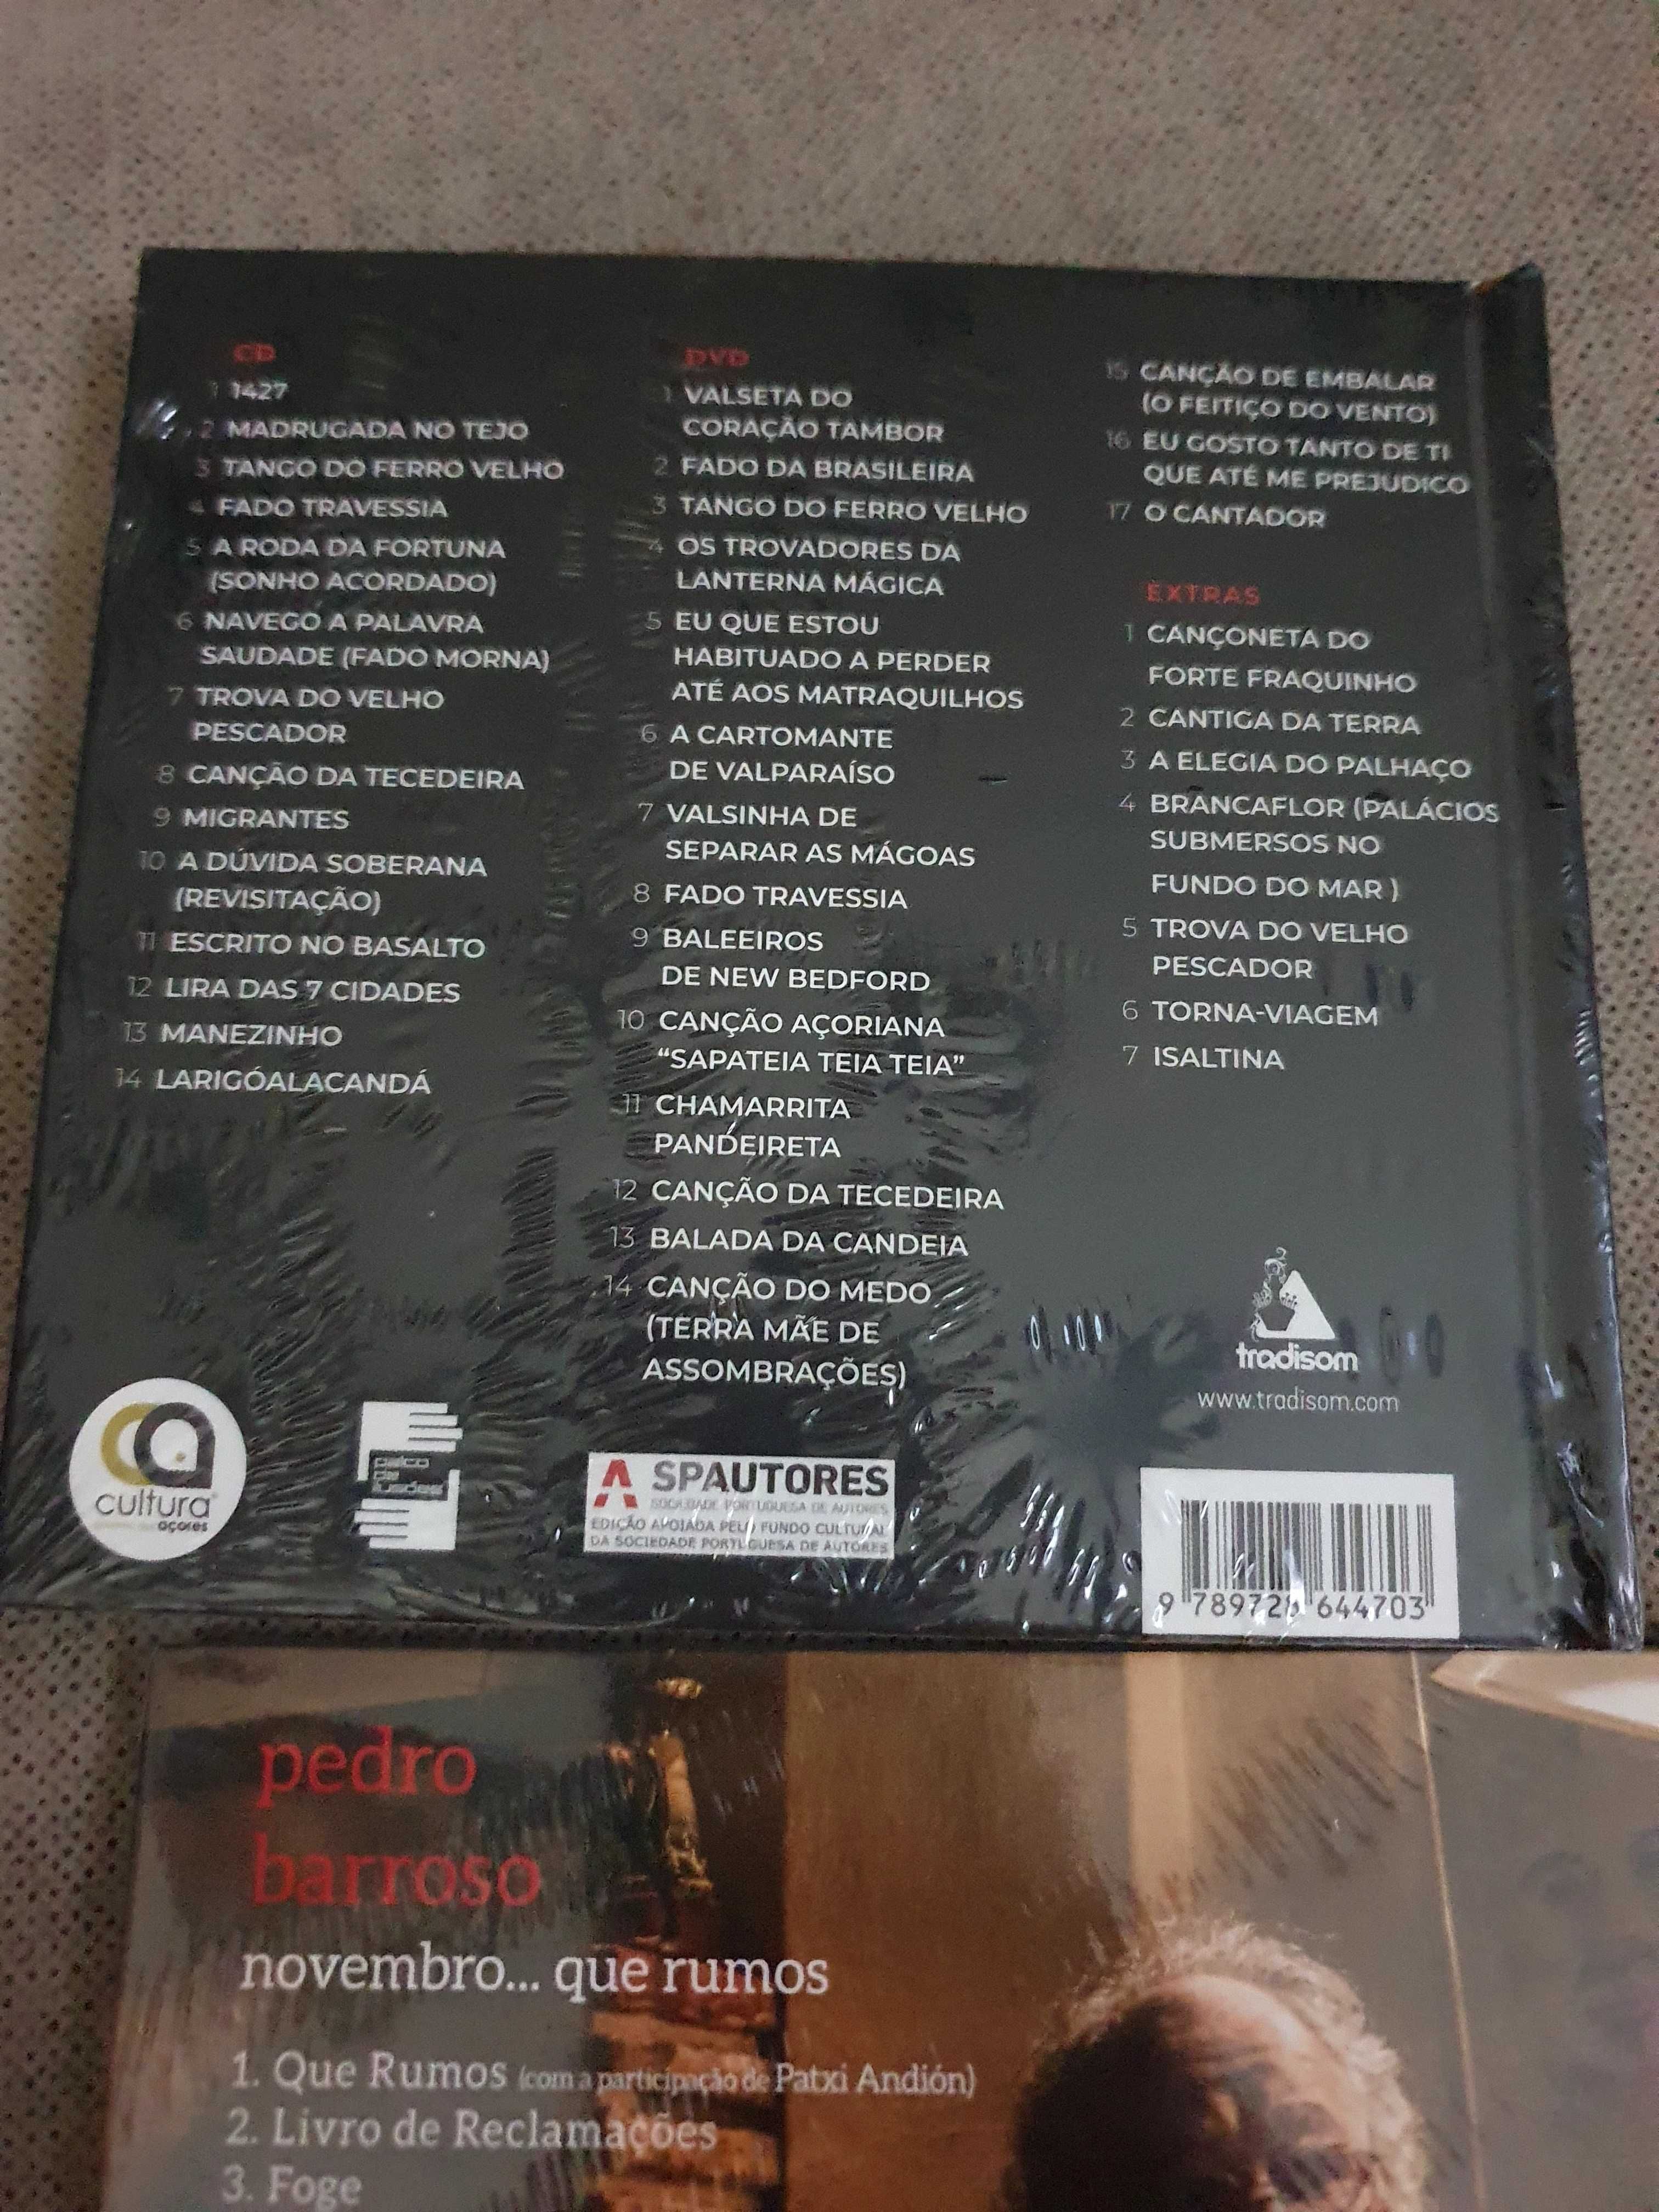 CD
1 1427
2 MADRUGADA NO TEJO
3 TANGO DO FERRO VELHO
4 FADO TRAVESSIA
5 A RODA DA FORTUNA
(SONHO ACORDADO)
6 NAVEGO A PALAVRA
SAUDADE (FADO MORNA)
7 TROVA DO VELHO
PESCADOR
8 CANÇÃO DA TECEDEIRA
9 MIGRANTES
10 A DÚVIDA SOBERANA
(REVISITAÇÃO)
11 ESCRITO NO BASALTO
12 LIRA DAS 7 CIDADES
13 MANEZINHO
14 LARIGÓALACANDÁ
DVD
1 VALSETA DO
CORAÇÃO TAMBOR
2 FADO DA BRASILEIRA
3 TANGO DO FERRO VELHO
4 OS TROVADORES DA
LANTERNA MÁGICA
5 EU QUE ESTOU
HABITUADO A PERDER
ATÉ AOS MATRAQUILHOS
6 A CARTOMANTE
DE VALPARAÍSO
7 VALSINHA DE
SEPARAR AS MÁGOAS
8 FADO TRAVESSIA
9 BALEEIROS
DE NEW BEDFORD
10 CANÇÃO AÇORIANA
“SAPATEIA TEIA TEIA”
11 CHAMARRITA
PANDEIRETA
12 CANÇÃO DA TECEDEIRA
13 BALADA DA CANDEIA
14 CANÇÃO DO MEDO
(TERRA MÃE DE
ASSOMBRAÇÕES)
15 CANÇÃO DE EMBALAR
(O FEITIÇO DO VENTO)
16 EU GOSTO TANTO DE TI
QUE ATÉ ME PREJUDICO
17 O CANTADOR
EXTRAS
1 CANÇONETA DO
FORTE FRAQUINHO
2 CANTIGA DA TERRA
3 A ELEGIA DO PALHAÇO
4 BRANCAFLOR (PALÁCIOS
SUBMERSOS NO
FUNDO DO MAR )
5 TROVA DO VELHO
PESCADOR
6 TORNA-VIAGEM
7 ISALTINA
tradisom
www.tradisom.com
ca
cultura
açores
palco
de
ilusões
SPAUTORES
SOCIEDADE PORTUGUESA DE AUTORES
EDIÇÃO APOIADA PELO FUNDO CULTURAL
DA SOCIEDADE PORTUGUESA DE AUTORES
9 789728 644703
pedro
barroso
novembro... que rumos
1. Que Rumos (com a participação de Patxi Andión)
2. Livro de Reclamações
3. Foge